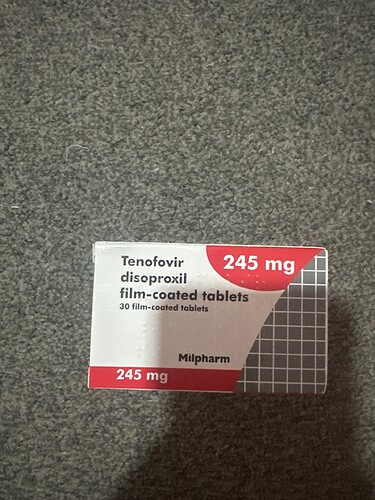 Tenofovir
disoproxil
film-coated tablets
30 film-coated tablets
245 mg
Milpharm
245 mg